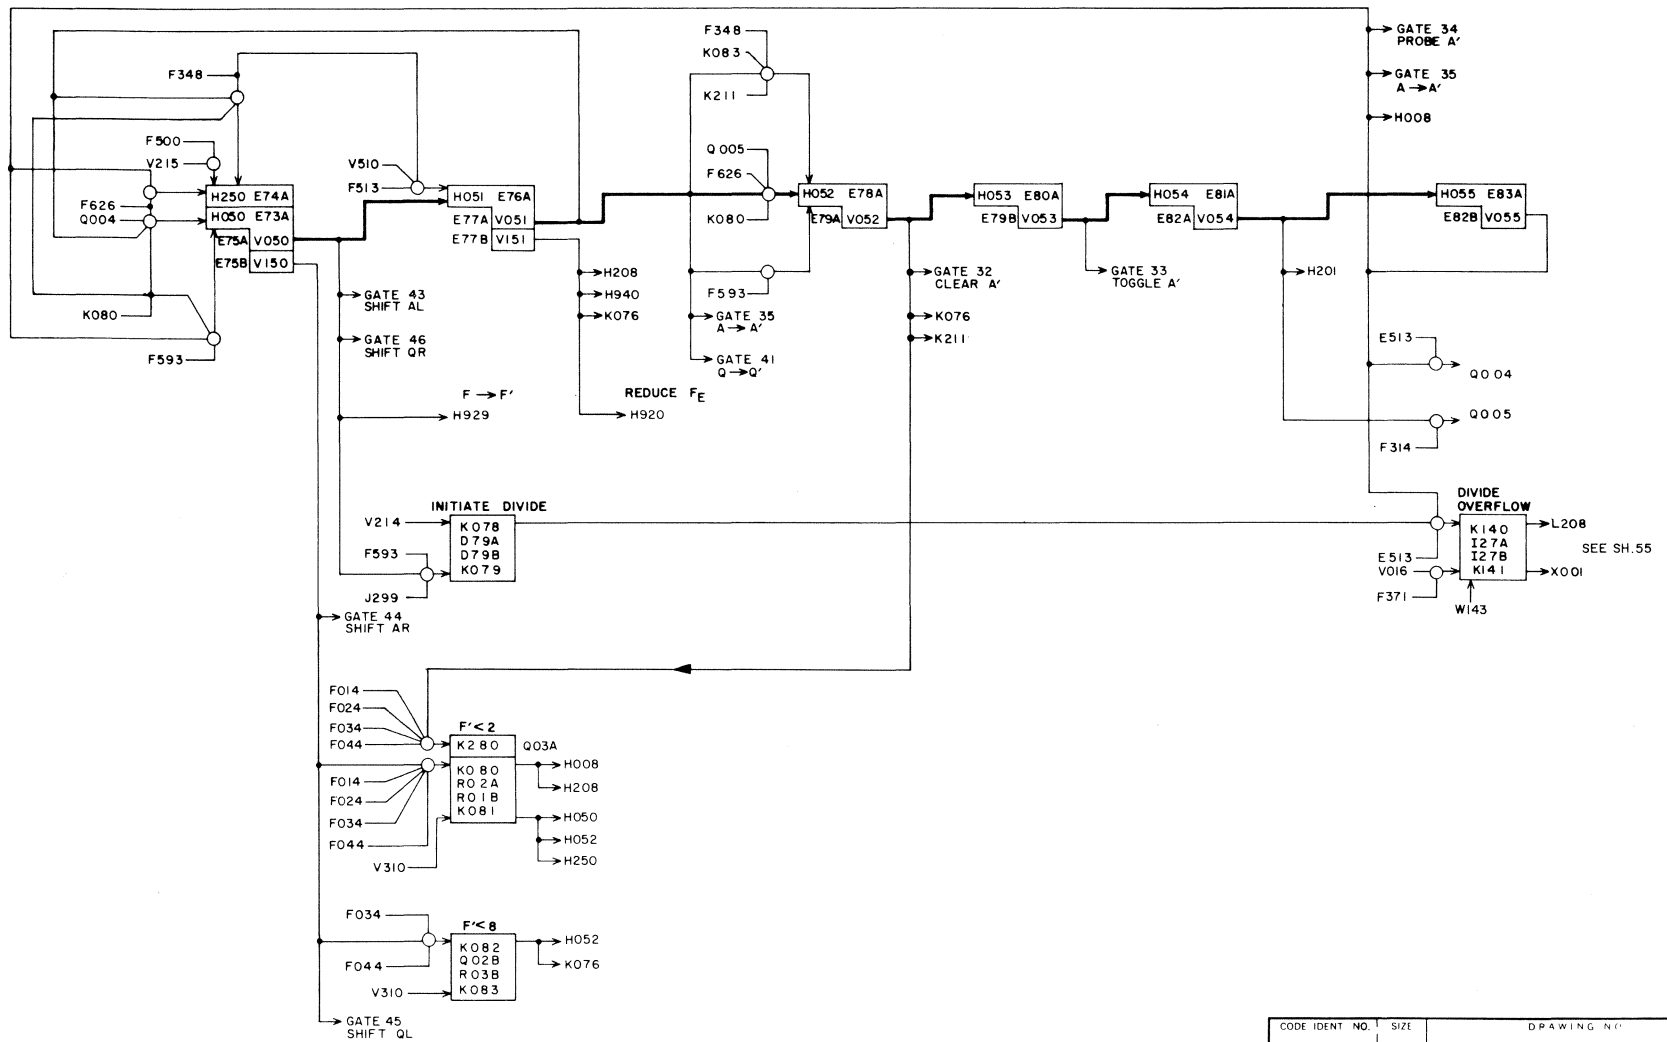 GATE 34
PROBE A'
GATE 35
A → A'
H008
F348
F348
K083
K211
F500
V215
F626
Q004
K080
F593
H250 E74A
H050 E73A
E75A V050
E75B V150
V510
F513
H051 E76A
E77A V051
E77B V151
Q005
F626
K080
F593
H052 E78A
E79A V052
H053 E80A
E79B V053
H054 E81A
E82A V054
H055 E83A
E82B V055
GATE 43
SHIFT AL
GATE 46
SHIFT QR
F → F'
H929
H208
H940
K076
REDUCE FE
H920
GATE 35
A → A'
GATE 41
Q → Q'
GATE 32
CLEAR A'
K076
K211
GATE 33
TOGGLE A'
H201
E513
Q004
Q005
F314
INITIATE DIVIDE
V214
F593
J299
K078
D79A
D79B
K079
DIVIDE
OVERFLOW
E513
V016
F371
K140
I27A
I27B
K141
W143
L208
SEE SH.55
X001
GATE 44
SHIFT AR
F014
F024
F034
F044
F' < 2
K280 Q03A
F014
F024
F034
F044
V310
K080
R02A
R01B
K081
H008
H208
H050
H052
H250
F034
F044
V310
F' < 8
K082
Q02B
R03B
K083
H052
K076
GATE 45
SHIFT QL
CODE IDENT NO. SIZE DRAWING NO.